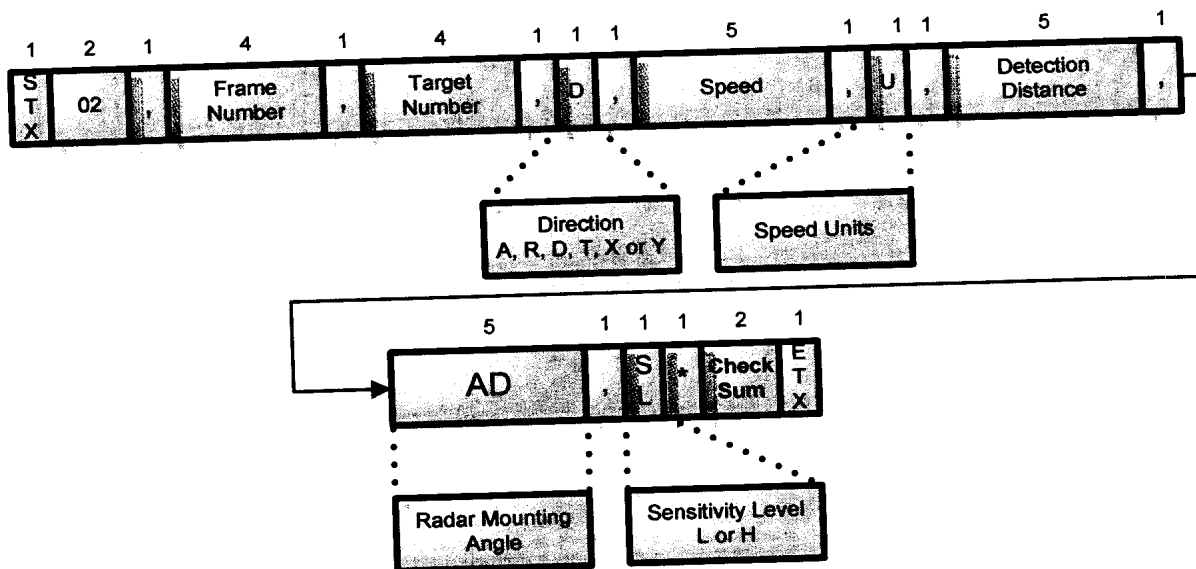 1 2 1 4 1 4 1 1 1 5 1 1 1 5 1
S
T
X
02
,
Frame
Number
,
Target
Number
,
D
,
Speed
,
U
,
Detection
Distance
,
Direction
A, R, D, T, X or Y
Speed Units
5 1 1 1 2 1
AD
,
S
L
*
Check
Sum
E
T
X
Radar Mounting
Angle
Sensitivity Level
L or H